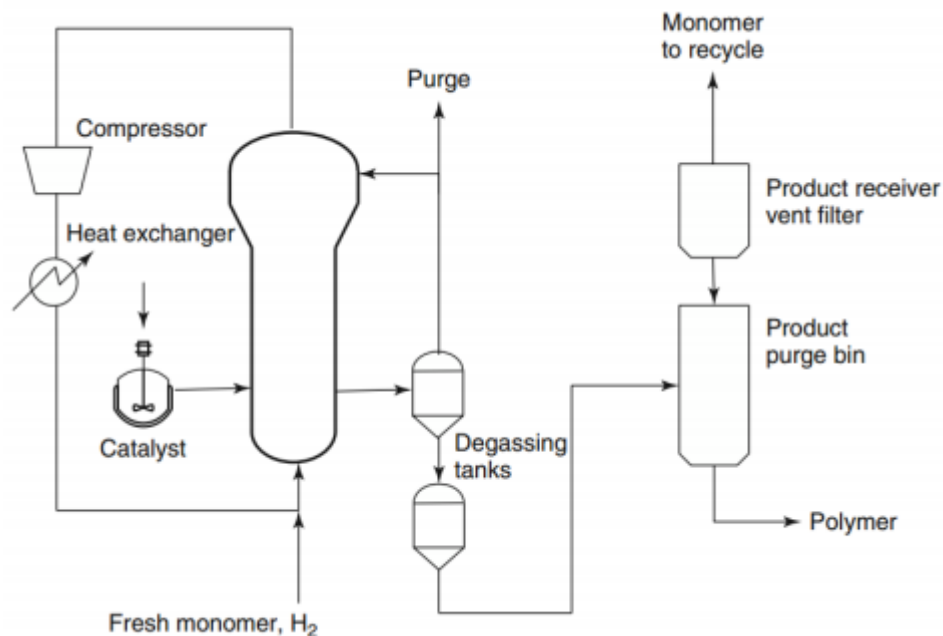 Monomer
to recycle
Purge
Compressor
Product receiver
vent filter
Heat exchanger
Product
purge bin
Catalyst
Degassing
tanks
Polymer
Fresh monomer, H₂